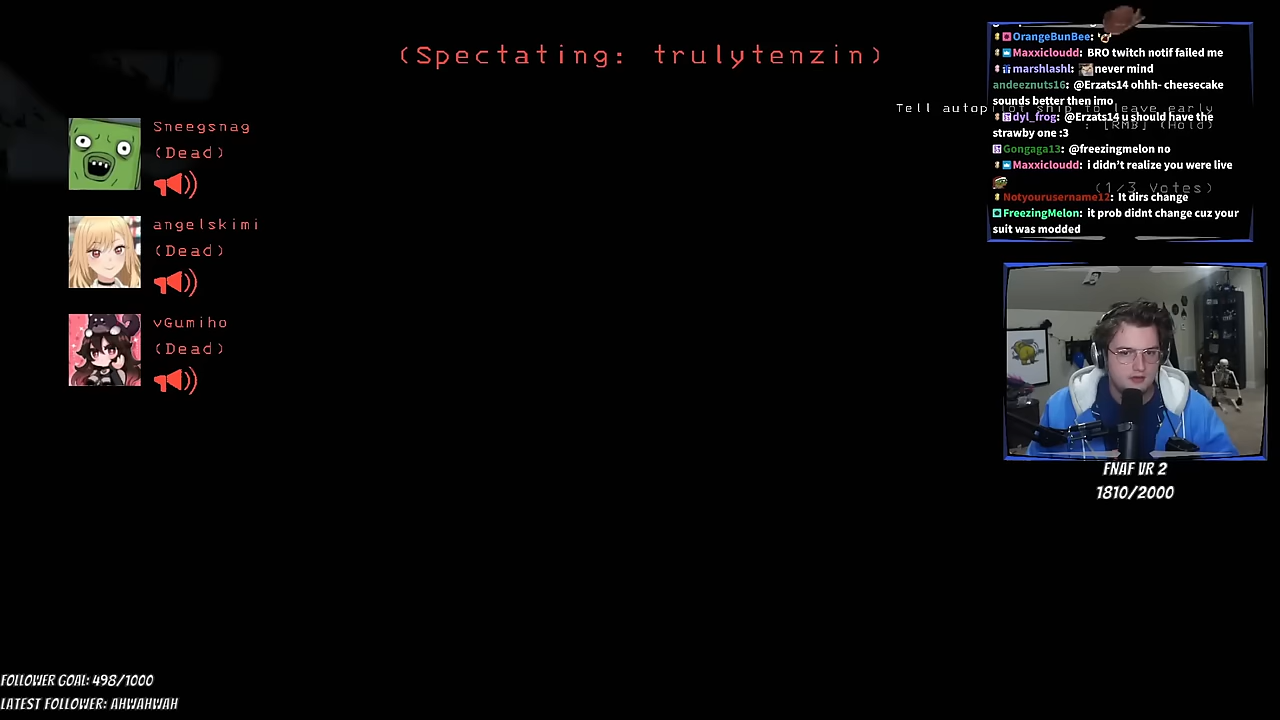 (Spectating: trulytenzin)
Sneegsnag
(Dead)
angelskimi
(Dead)
vGumiho
(Dead)
Tell autopilot ship to leave early
: [RMB] (Hold)
(1/3 Votes)
OrangeBunBee:
Maxxicloudd: BRO twitch notif failed me
marshlashl: never mind
andeeznuts16: @Erzats14 ohhh- cheesecake
sounds better then imo
dyl_frog: @Erzats14 u should have the
strawby one :3
Gongaga13: @freezingmelon no
Maxxicloudd: i didn't realize you were live
Notyourusername12: It dirs change
FreezingMelon: it prob didnt change cuz your
suit was modded
FNAF VR 2
1810/2000
FOLLOWER GOAL: 498/1000
LATEST FOLLOWER: AHWAHWAH